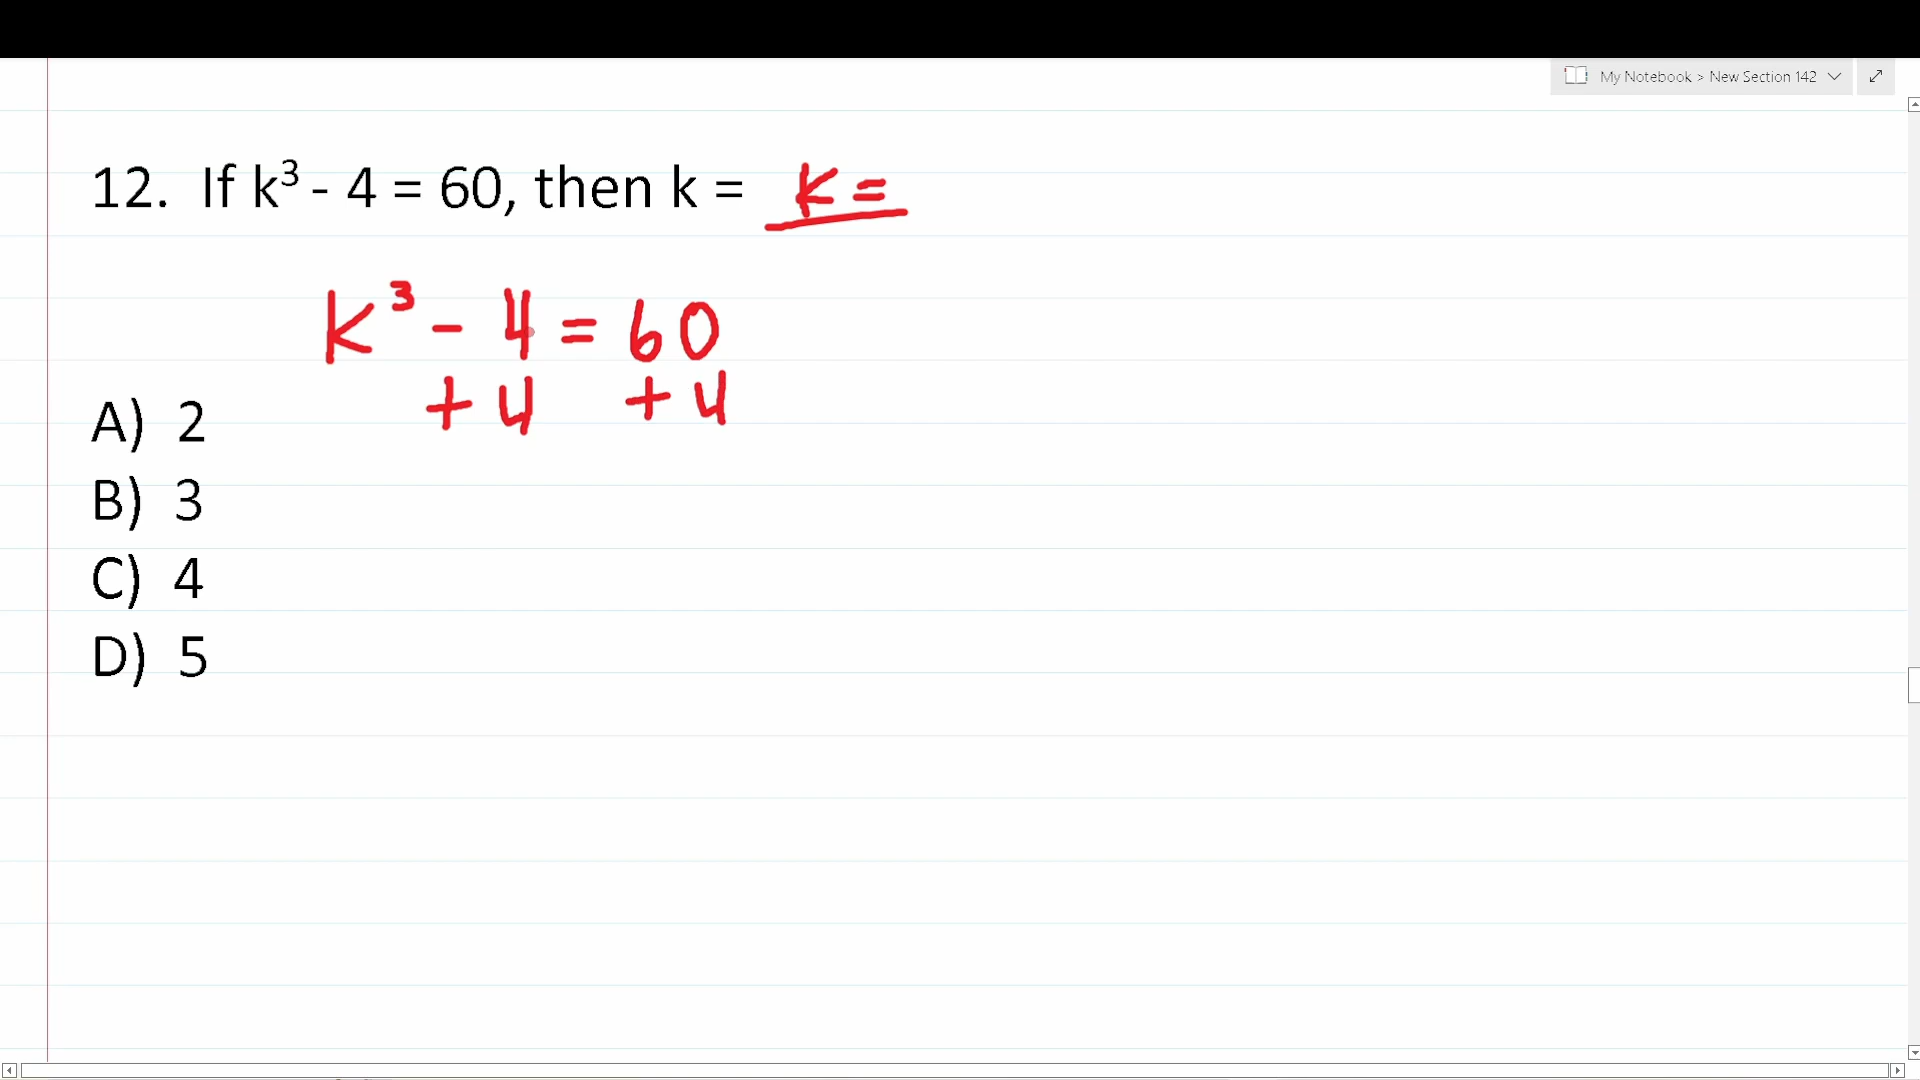 My Notebook > New Section 142
12. If k³ - 4 = 60, then k = k =
k³ - 4 = 60
+ 4 + 4
A) 2
B) 3
C) 4
D) 5